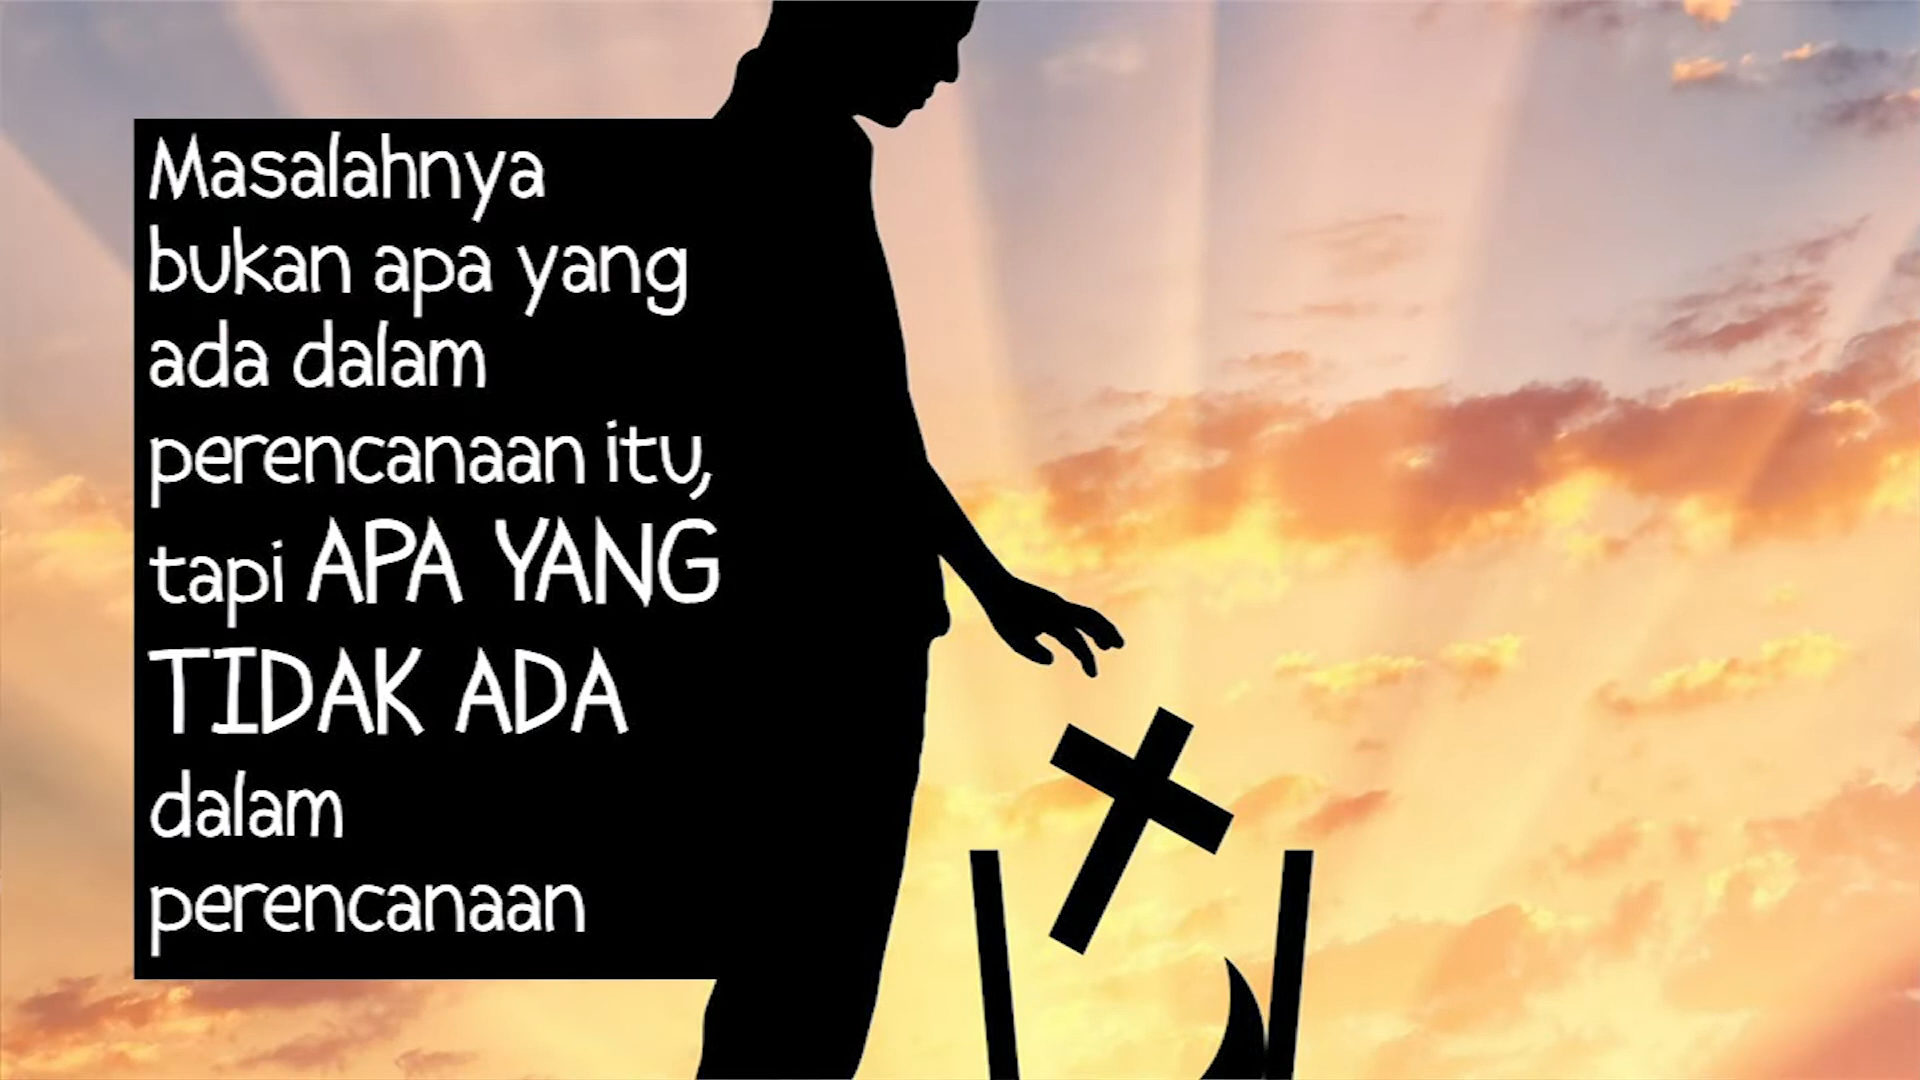 Masalahnya
bukan apa yang
ada dalam
perencanaan itu,
tapi APA YANG
TIDAK ADA
dalam
perencanaan